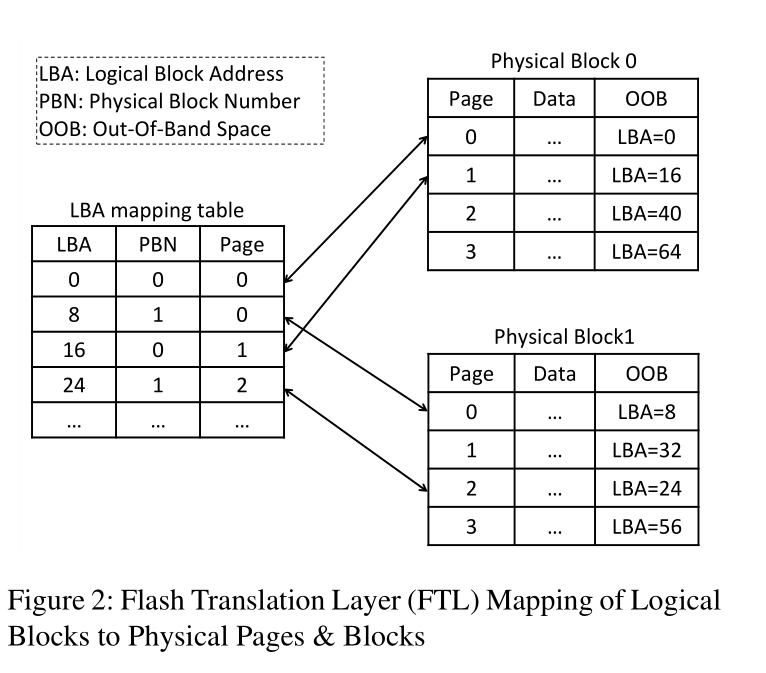 LBA: Logical Block Address
PBN: Physical Block Number
OOB: Out-Of-Band Space
LBA mapping table
LBA PBN Page
0 0 0
8 1 0
16 0 1
24 1 2
... ... ...
Physical Block 0
Page Data OOB
0 ... LBA=0
1 ... LBA=16
2 ... LBA=40
3 ... LBA=64
Physical Block1
Page Data OOB
0 ... LBA=8
1 ... LBA=32
2 ... LBA=24
3 ... LBA=56
Figure 2: Flash Translation Layer (FTL) Mapping of Logical
Blocks to Physical Pages & Blocks